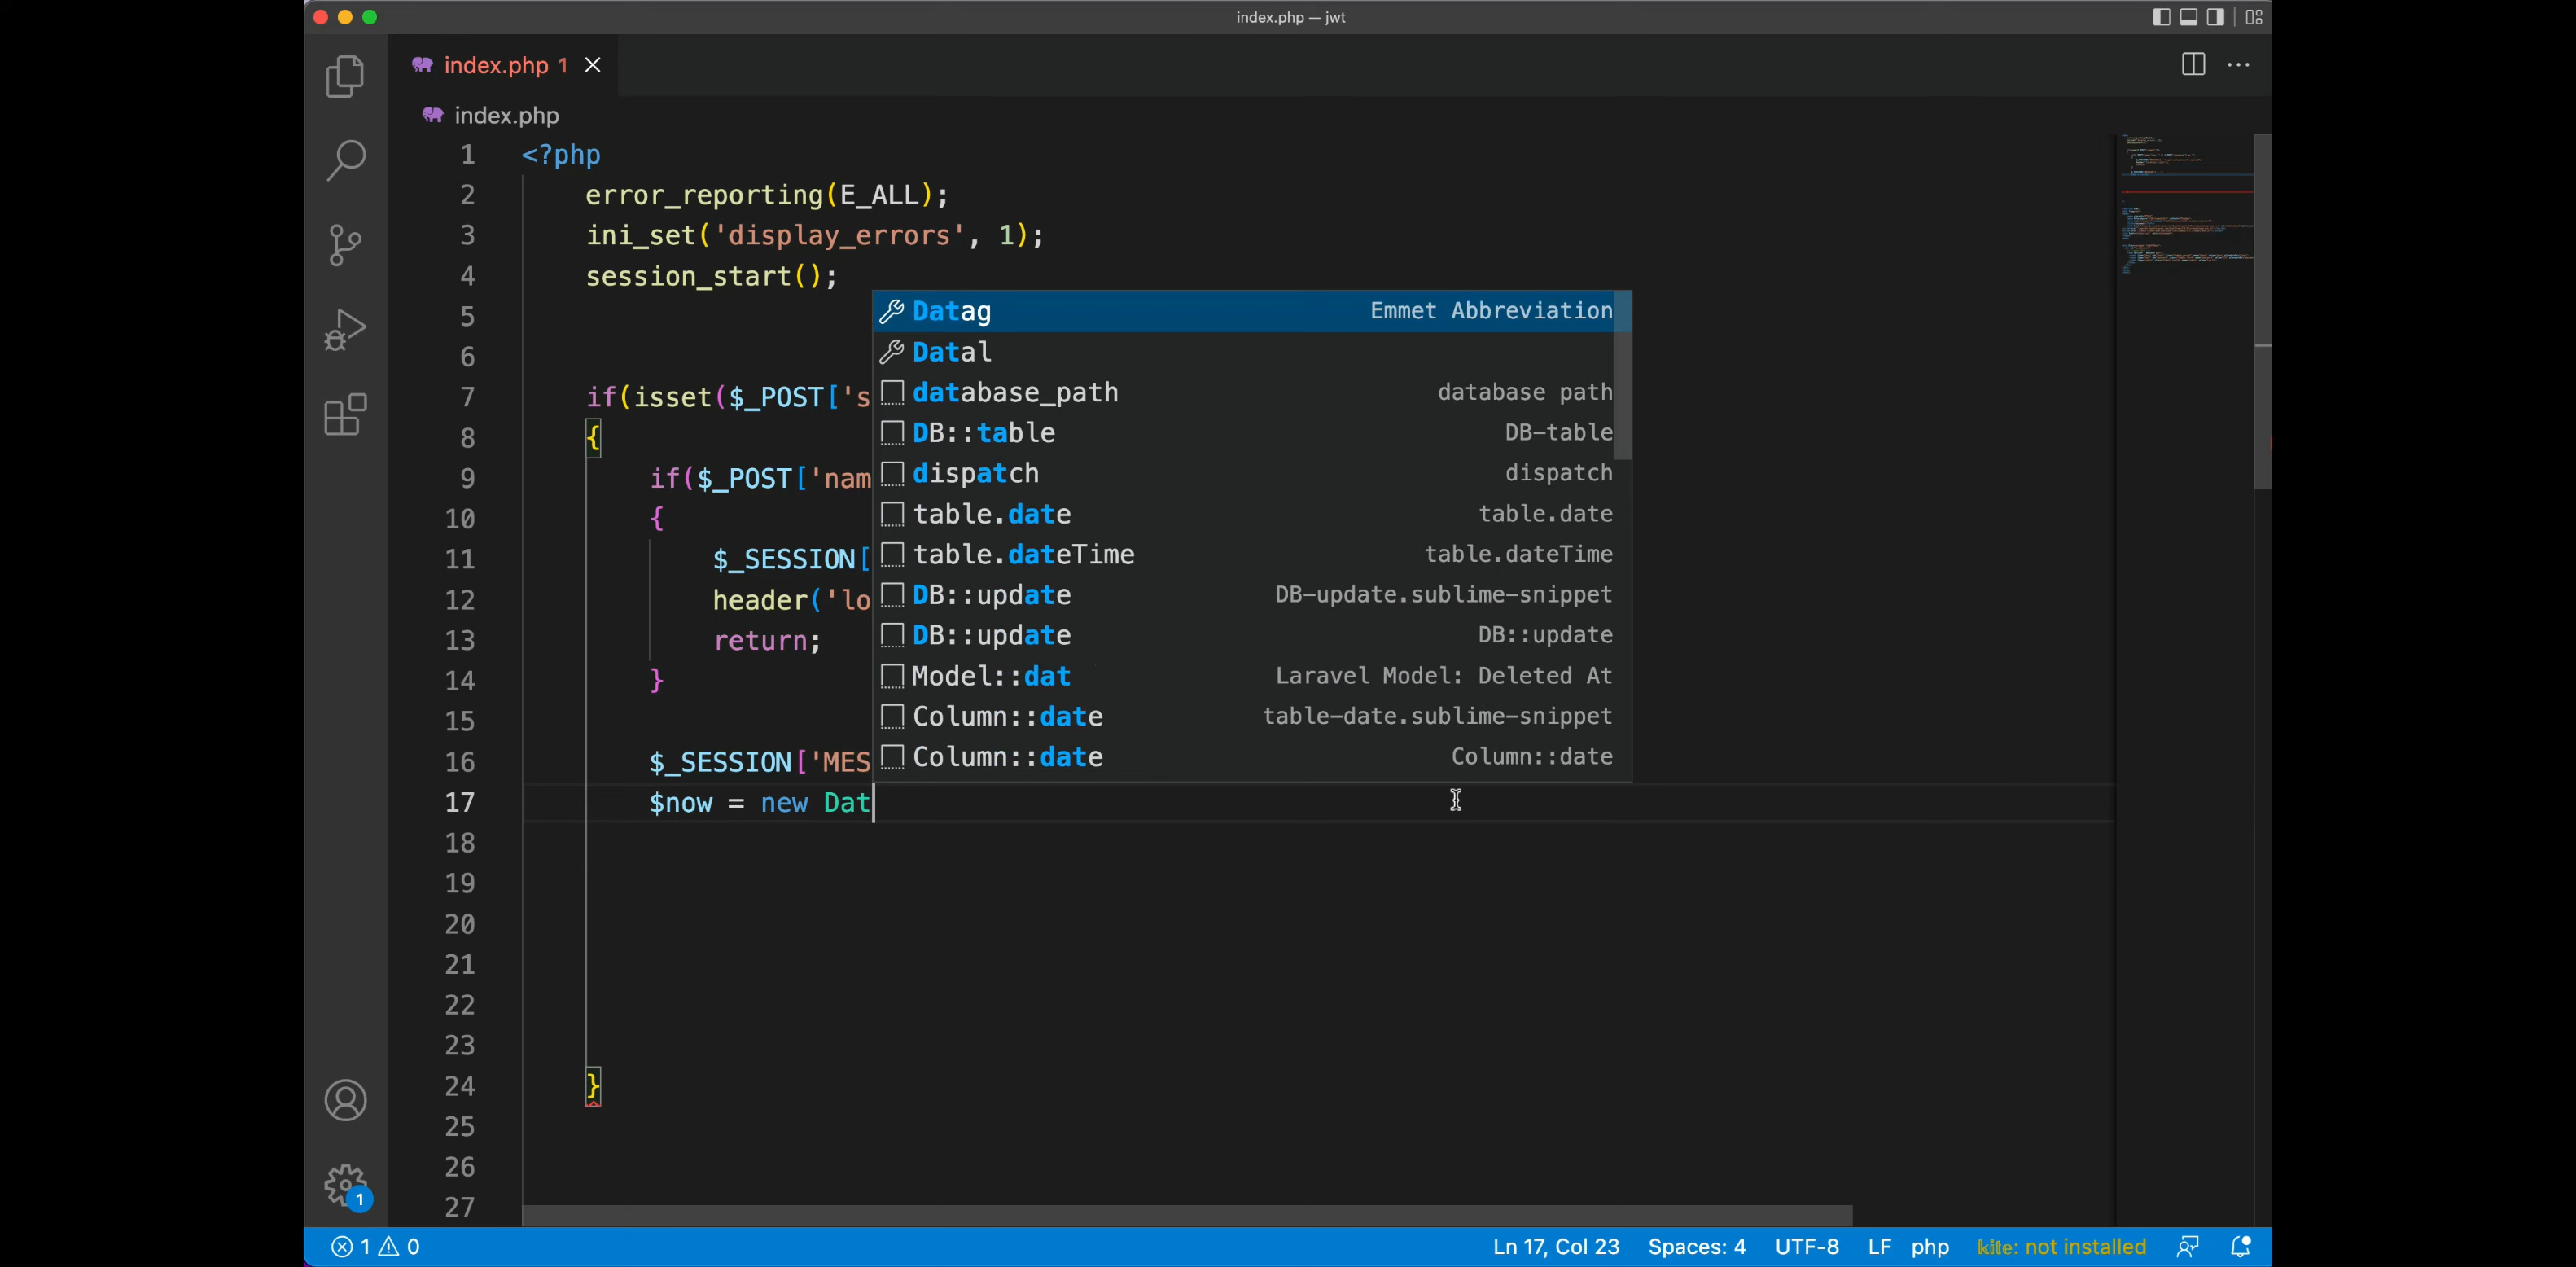 index.php — jwt
index.php 1
index.php
1 <?php
2 error_reporting(E_ALL);
3 ini_set('display_errors', 1);
4 session_start();
5
6
7 if(isset($_POST['s
8 {
9 if($_POST['nam
10 {
11 $_SESSION[
12 header('lo
13 return;
14 }
15
16 $_SESSION['MES
17 $now = new Dat
18
19
20
21
22
23
24 }
25
26
27
Datag Emmet Abbreviation
Datal
database_path database path
DB::table DB-table
dispatch dispatch
table.date table.date
table.dateTime table.dateTime
DB::update DB-update.sublime-snippet
DB::update DB::update
Model::dat Laravel Model: Deleted At
Column::date table-date.sublime-snippet
Column::date Column::date
1
1 0 Ln 17, Col 23 Spaces: 4 UTF-8 LF php kite: not installed